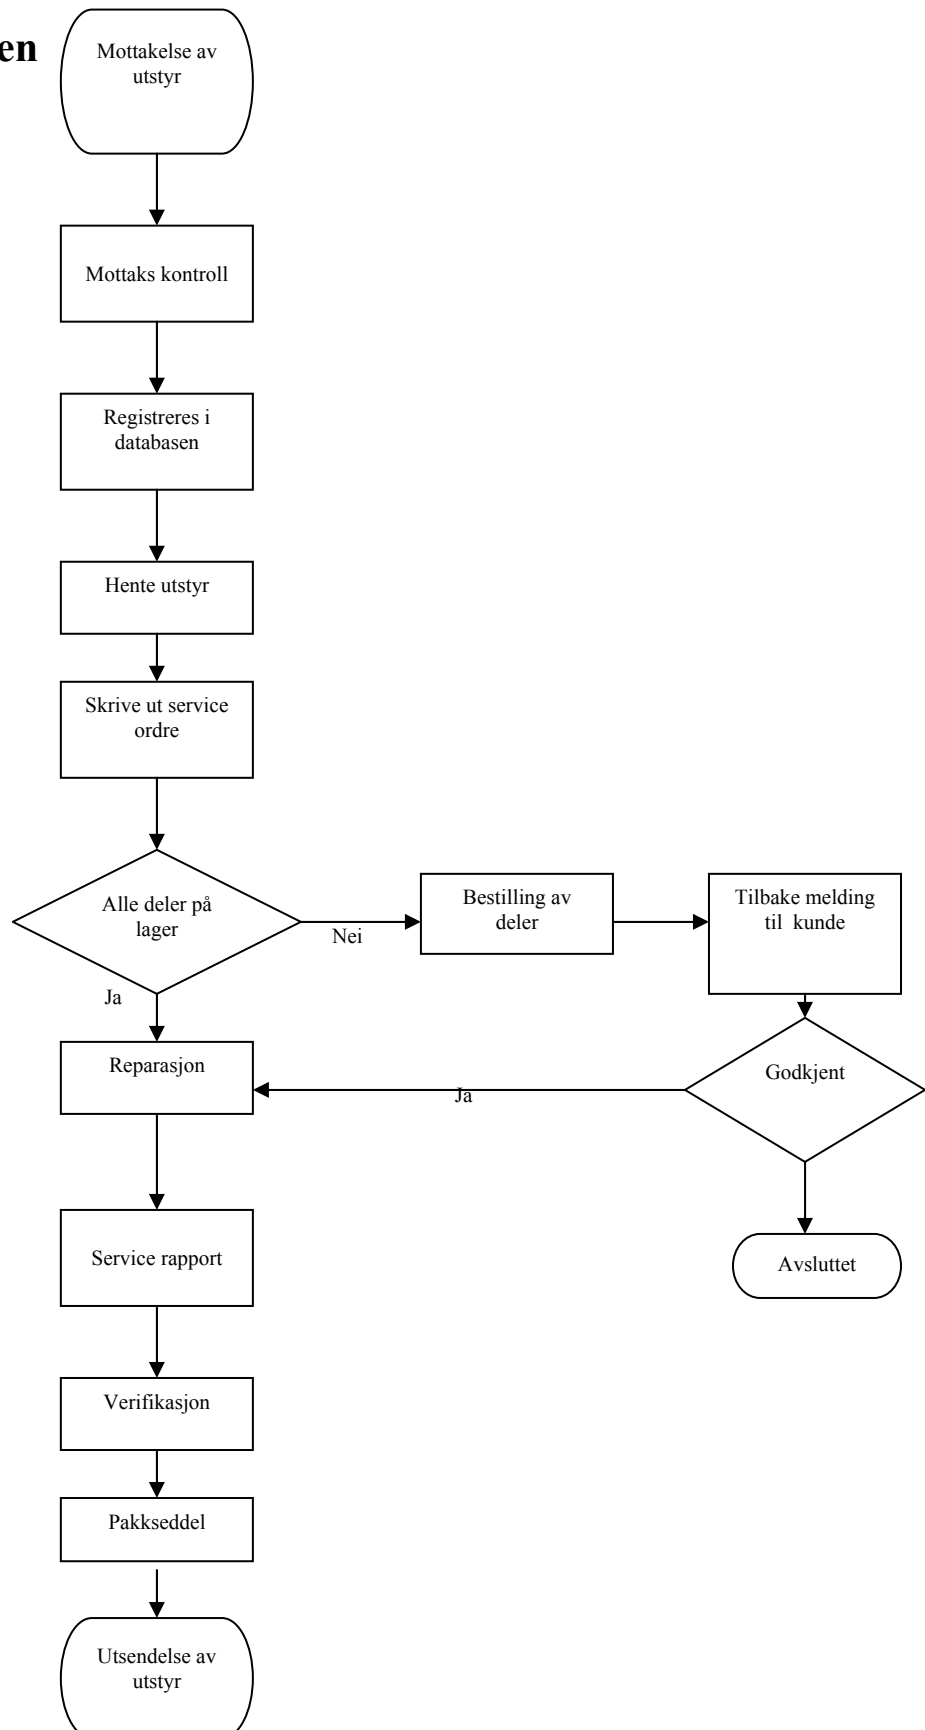 en
Mottakelse av
utstyr
Mottaks kontroll
Registreres i
databasen
Hente utstyr
Skrive ut service
ordre
Alle deler på
lager
Nei
Bestilling av
deler
Tilbake melding
til  kunde
Ja
Reparasjon
Ja
Godkjent
Service rapport
Avsluttet
Verifikasjon
Pakkseddel
Utsendelse av
utstyr